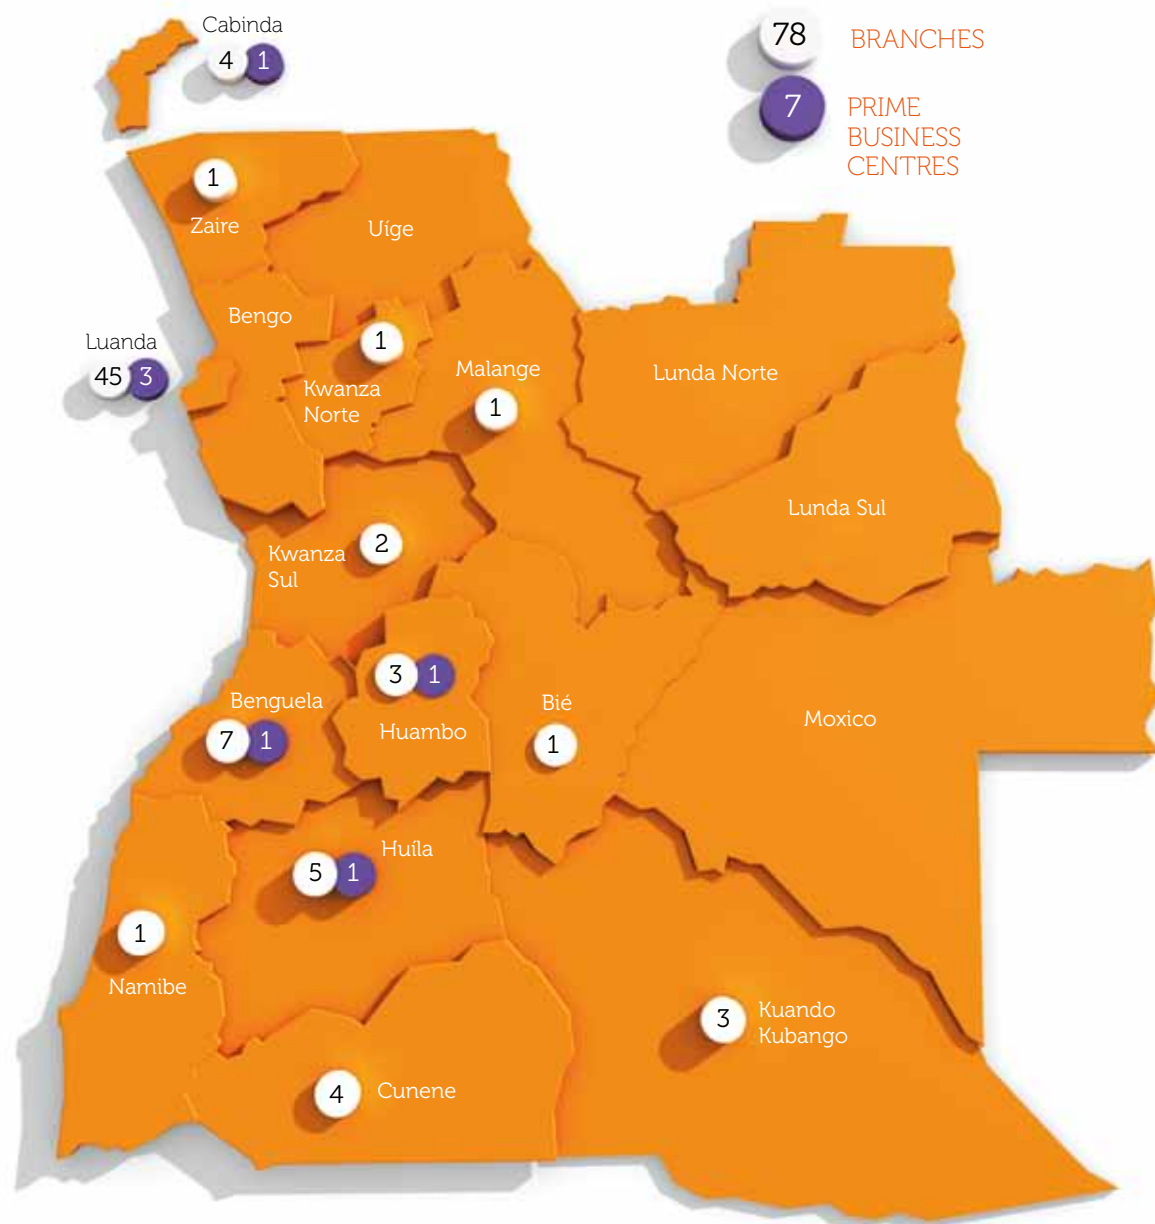 Cabinda
4 1
78 BRANCHES
7 PRIME
BUSINESS
CENTRES
1
Zaire
Uíge
Bengo
Luanda
45 3
1
Kwanza
Norte
Malange
1
Lunda Norte
Lunda Sul
2
Kwanza
Sul
3 1
Huambo
Benguela
7 1
Bié
1
Moxico
Huíla
5 1
1
Namibe
3
Kuando
Kubango
4
Cunene